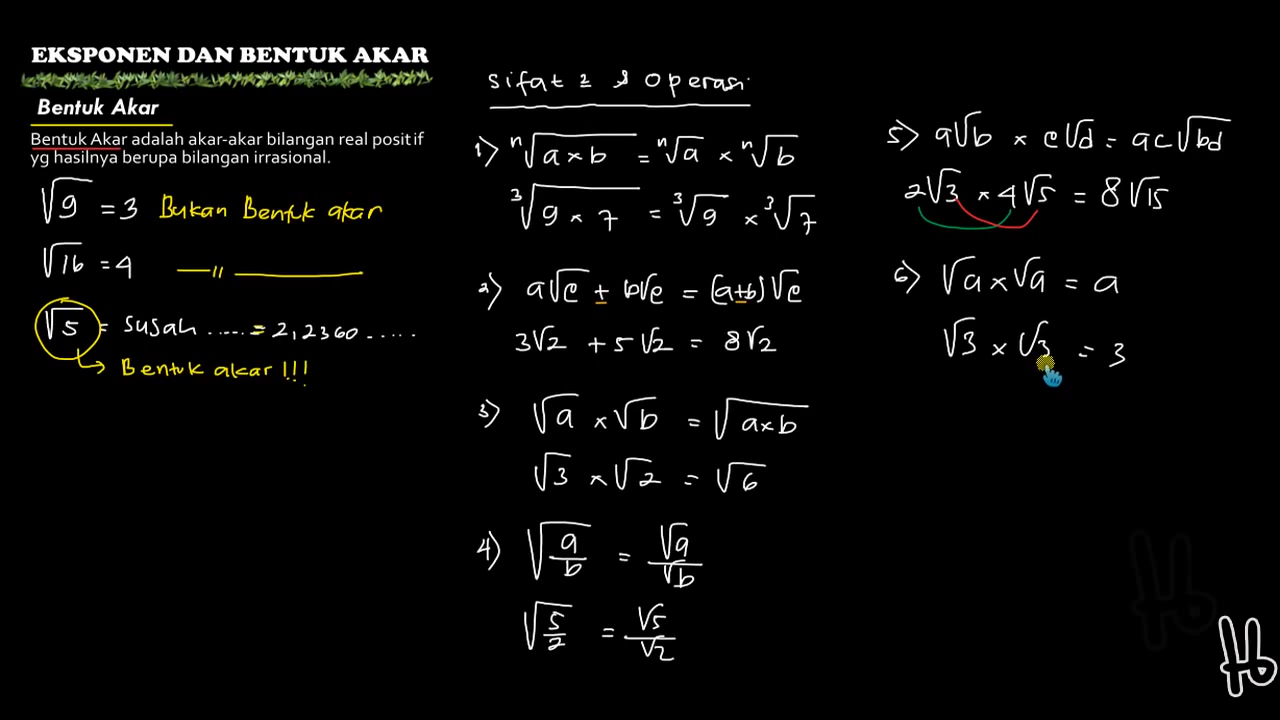 EKSPONEN DAN BENTUK AKAR
Bentuk Akar
Bentuk Akar adalah akar-akar bilangan real positif
yg hasilnya berupa bilangan irrasional.
√9 = 3 Bukan Bentuk akar
√16 = 4 —— 〃 ————
√5 = susah ..... = 2,2360 .....
→ Bentuk akar !!!
Sifat2 & Operasi
1) ⁿ√(a × b) = ⁿ√a × ⁿ√b
³√(9 × 7) = ³√9 × ³√7
2) a√c ± b√c = (a±b)√c
3√2 + 5√2 = 8√2
3) √a × √b = √(a×b)
√3 × √2 = √6
4) √(a/b) = √a/√b
√(5/2) = √5/√2
5) a√b × c√d = ac√bd
2√3 × 4√5 = 8√15
6) √a × √a = a
√3 × √3 = 3
Hb